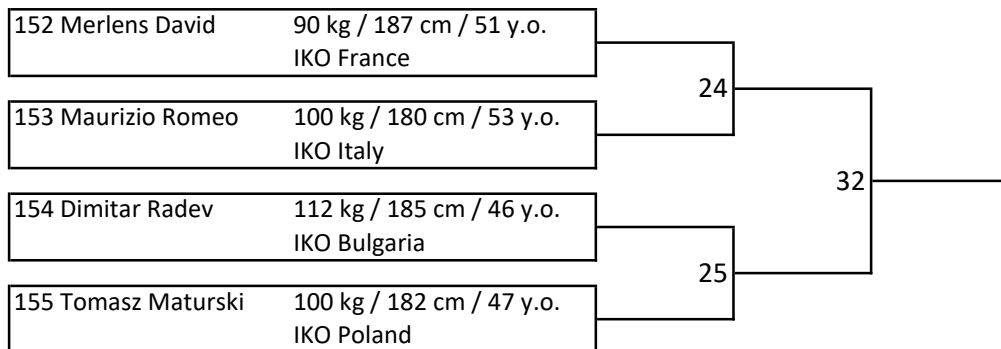 152 Merlens David 90 kg / 187 cm / 51 y.o.
IKO France
24
153 Maurizio Romeo 100 kg / 180 cm / 53 y.o.
IKO Italy
32
154 Dimitar Radev 112 kg / 185 cm / 46 y.o.
IKO Bulgaria
25
155 Tomasz Maturski 100 kg / 182 cm / 47 y.o.
IKO Poland